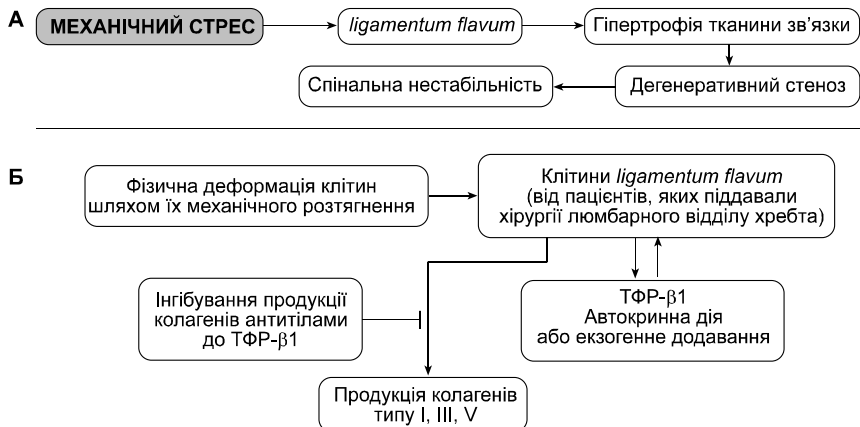 А
МЕХАНІЧНИЙ СТРЕС
ligamentum flavum
Гіпертрофія тканини зв’язки
Спінальна нестабільність
Дегенеративний стеноз
Б
Фізична деформація клітин
шляхом їх механічного розтягнення
Клітини ligamentum flavum
(від пацієнтів, яких піддавали
хірургії люмбарного відділу хребта)
Інгібування продукції
колагенів антитілами
до ТФР-β1
ТФР-β1
Автокринна дія
або екзогенне додавання
Продукція колагенів
типу І, ІІІ, V